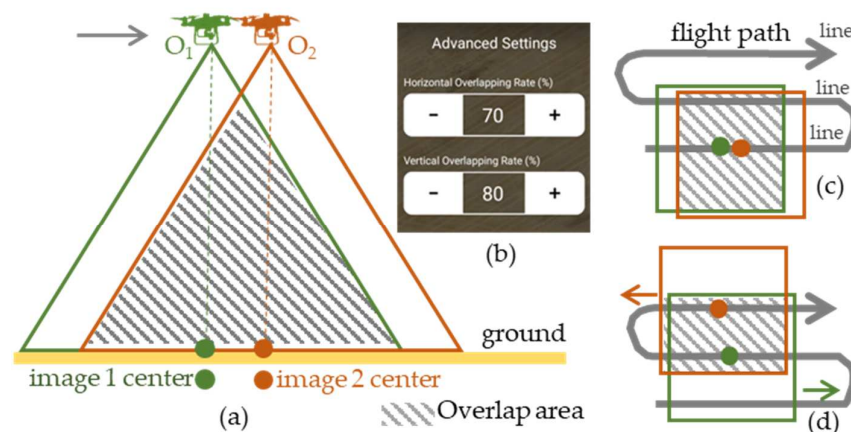 O1
O2
ground
image 1 center
image 2 center
(a)
Overlap area
Advanced Settings
Horizontal Overlapping Rate (%)
- 70 +
Vertical Overlapping Rate (%)
- 80 +
(b)
flight path
line
line
line
(c)
(d)